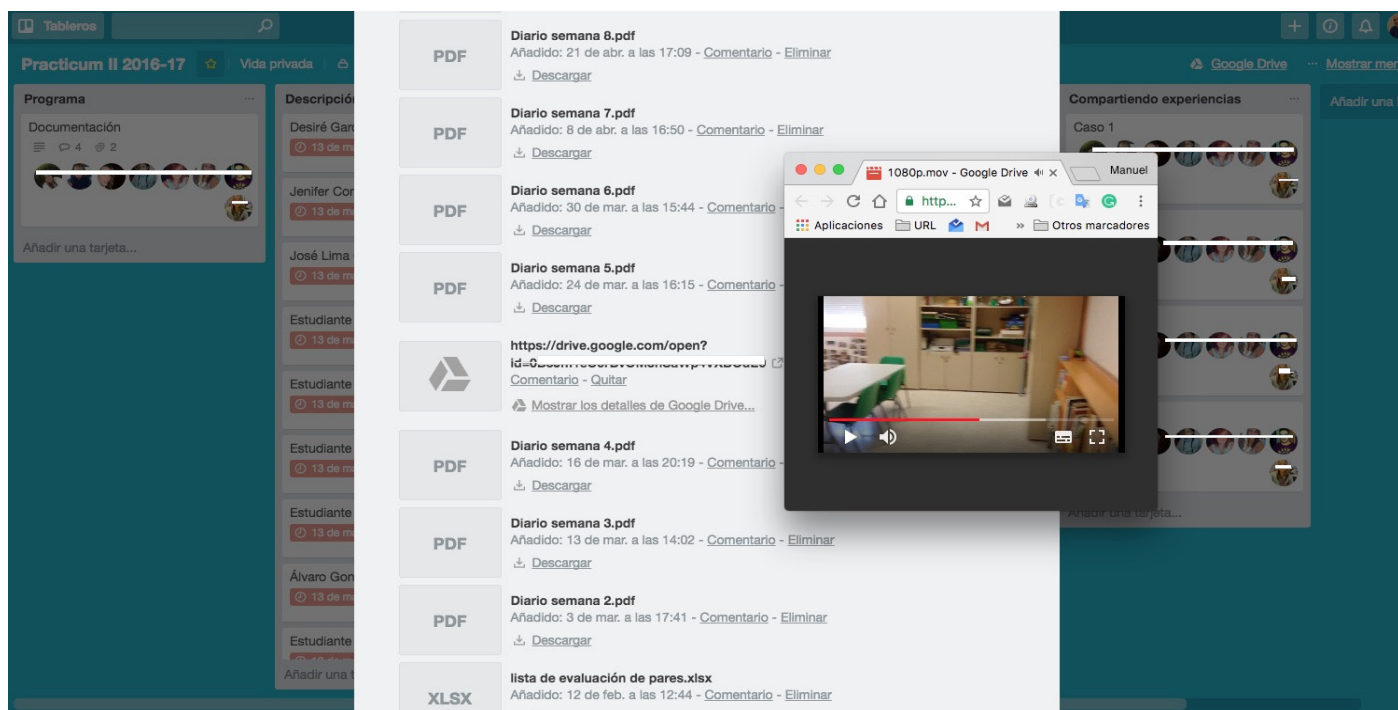 Tableros
Practicum II 2016-17
Vida privada
Google Drive
Mostrar
Programa
Documentación
4 2
Añadir una tarjeta...
Desiré
13 de
Jenifer
13 de
José Lima
13 de
Estudiante
13 de
Estudiante
13 de
Estudiante
13 de
Estudiante
13 de
Álvaro
13 de
Estudiante
Añadir una
PDF
Diario semana 8.pdf
Añadido: 21 de abr. a las 17:09 - Comentario - Eliminar
Descargar
PDF
Diario semana 7.pdf
Añadido: 8 de abr. a las 16:50 - Comentario - Eliminar
Descargar
PDF
Diario semana 6.pdf
Añadido: 30 de mar. a las 15:44 - Comentario -
Descargar
PDF
Diario semana 5.pdf
Añadido: 24 de mar. a las 16:15 - Comentario -
Descargar
https://drive.google.com/open?
Comentario - Quitar
Mostrar los detalles de Google Drive...
PDF
Diario semana 4.pdf
Añadido: 16 de mar. a las 20:19 - Comentario -
Descargar
PDF
Diario semana 3.pdf
Añadido: 13 de mar. a las 14:02 - Comentario - Eliminar
Descargar
PDF
Diario semana 2.pdf
Añadido: 3 de mar. a las 17:41 - Comentario - Eliminar
Descargar
XLSX
lista de evaluación de pares.xlsx
Añadido: 12 de feb. a las 12:44 - Comentario - Eliminar
1080p.mov - Google Drive
Manuel
http...
Aplicaciones URL » Otros marcadores
Compartiendo experiencias
Caso 1
Añadir una tarjeta...
Añadir una